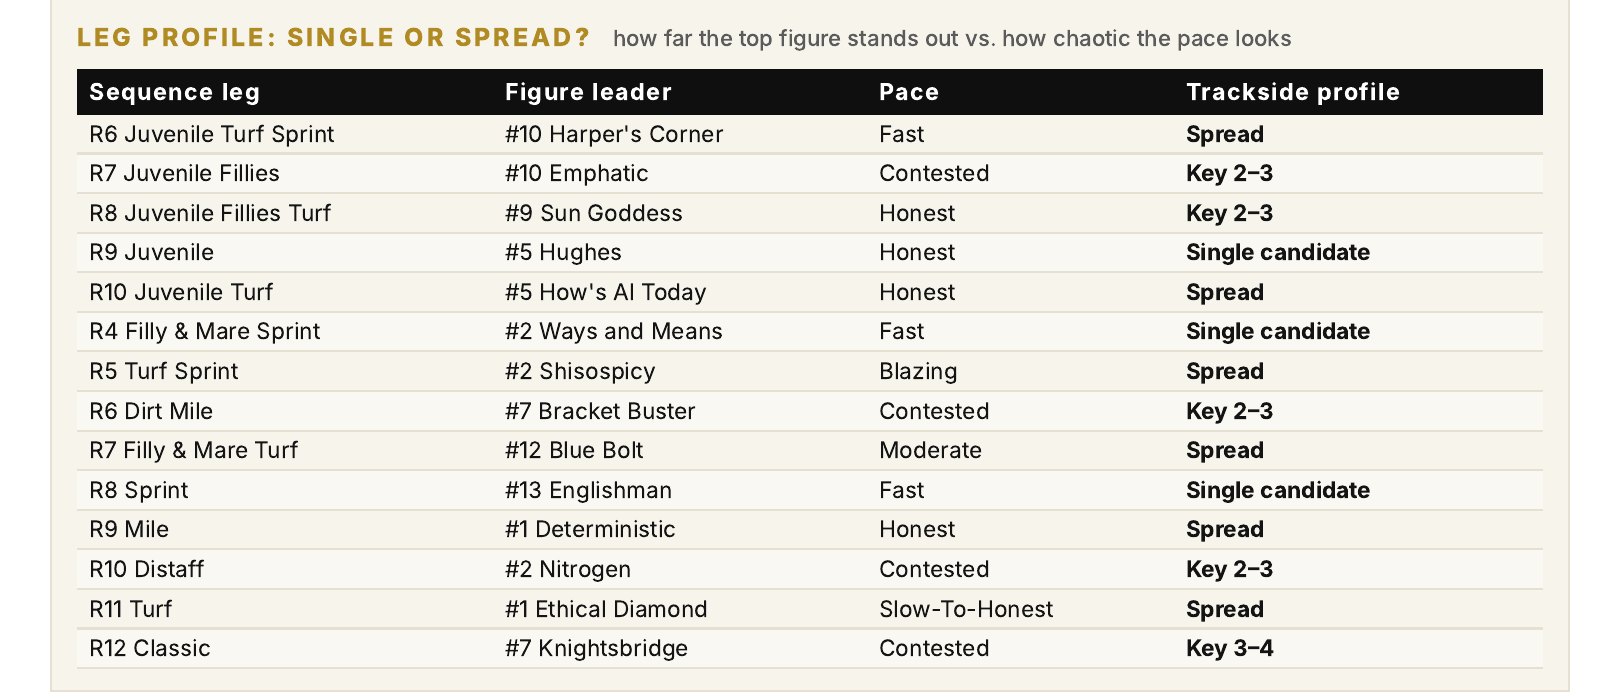 LEG PROFILE: SINGLE OR SPREAD? how far the top figure stands out vs. how chaotic the pace looks
Sequence leg Figure leader Pace Trackside profile
R6 Juvenile Turf Sprint #10 Harper's Corner Fast Spread
R7 Juvenile Fillies #10 Emphatic Contested Key 2–3
R8 Juvenile Fillies Turf #9 Sun Goddess Honest Key 2–3
R9 Juvenile #5 Hughes Honest Single candidate
R10 Juvenile Turf #5 How's AI Today Honest Spread
R4 Filly & Mare Sprint #2 Ways and Means Fast Single candidate
R5 Turf Sprint #2 Shisospicy Blazing Spread
R6 Dirt Mile #7 Bracket Buster Contested Key 2–3
R7 Filly & Mare Turf #12 Blue Bolt Moderate Spread
R8 Sprint #13 Englishman Fast Single candidate
R9 Mile #1 Deterministic Honest Spread
R10 Distaff #2 Nitrogen Contested Key 2–3
R11 Turf #1 Ethical Diamond Slow-To-Honest Spread
R12 Classic #7 Knightsbridge Contested Key 3–4